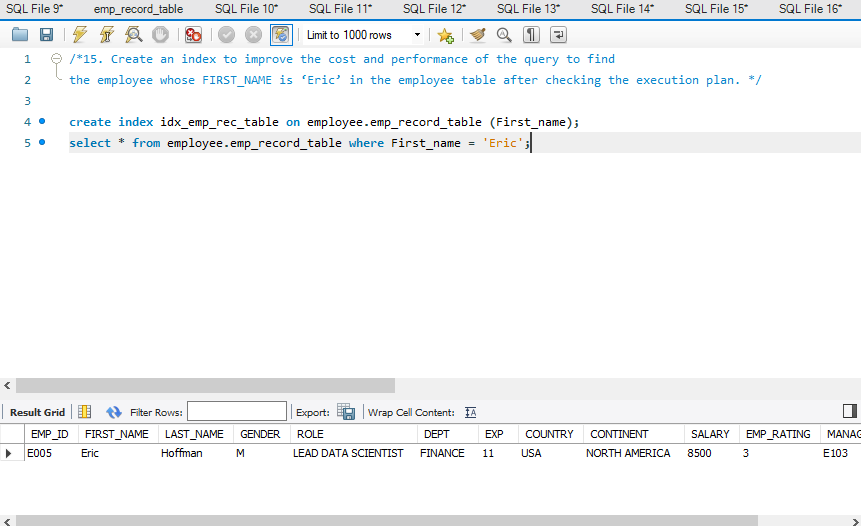 SQL File 9* emp_record_table SQL File 10* SQL File 11* SQL File 12* SQL File 13* SQL File 14* SQL File 15* SQL File 16*
Limit to 1000 rows
1 /*15. Create an index to improve the cost and performance of the query to find
2 the employee whose FIRST_NAME is ‘Eric’ in the employee table after checking the execution plan. */
3
4 create index idx_emp_rec_table on employee.emp_record_table (First_name);
5 select * from employee.emp_record_table where First_name = 'Eric';
Result Grid Filter Rows: Export: Wrap Cell Content: IA
EMP_ID FIRST_NAME LAST_NAME GENDER ROLE DEPT EXP COUNTRY CONTINENT SALARY EMP_RATING MANAG
E005 Eric Hoffman M LEAD DATA SCIENTIST FINANCE 11 USA NORTH AMERICA 8500 3 E103